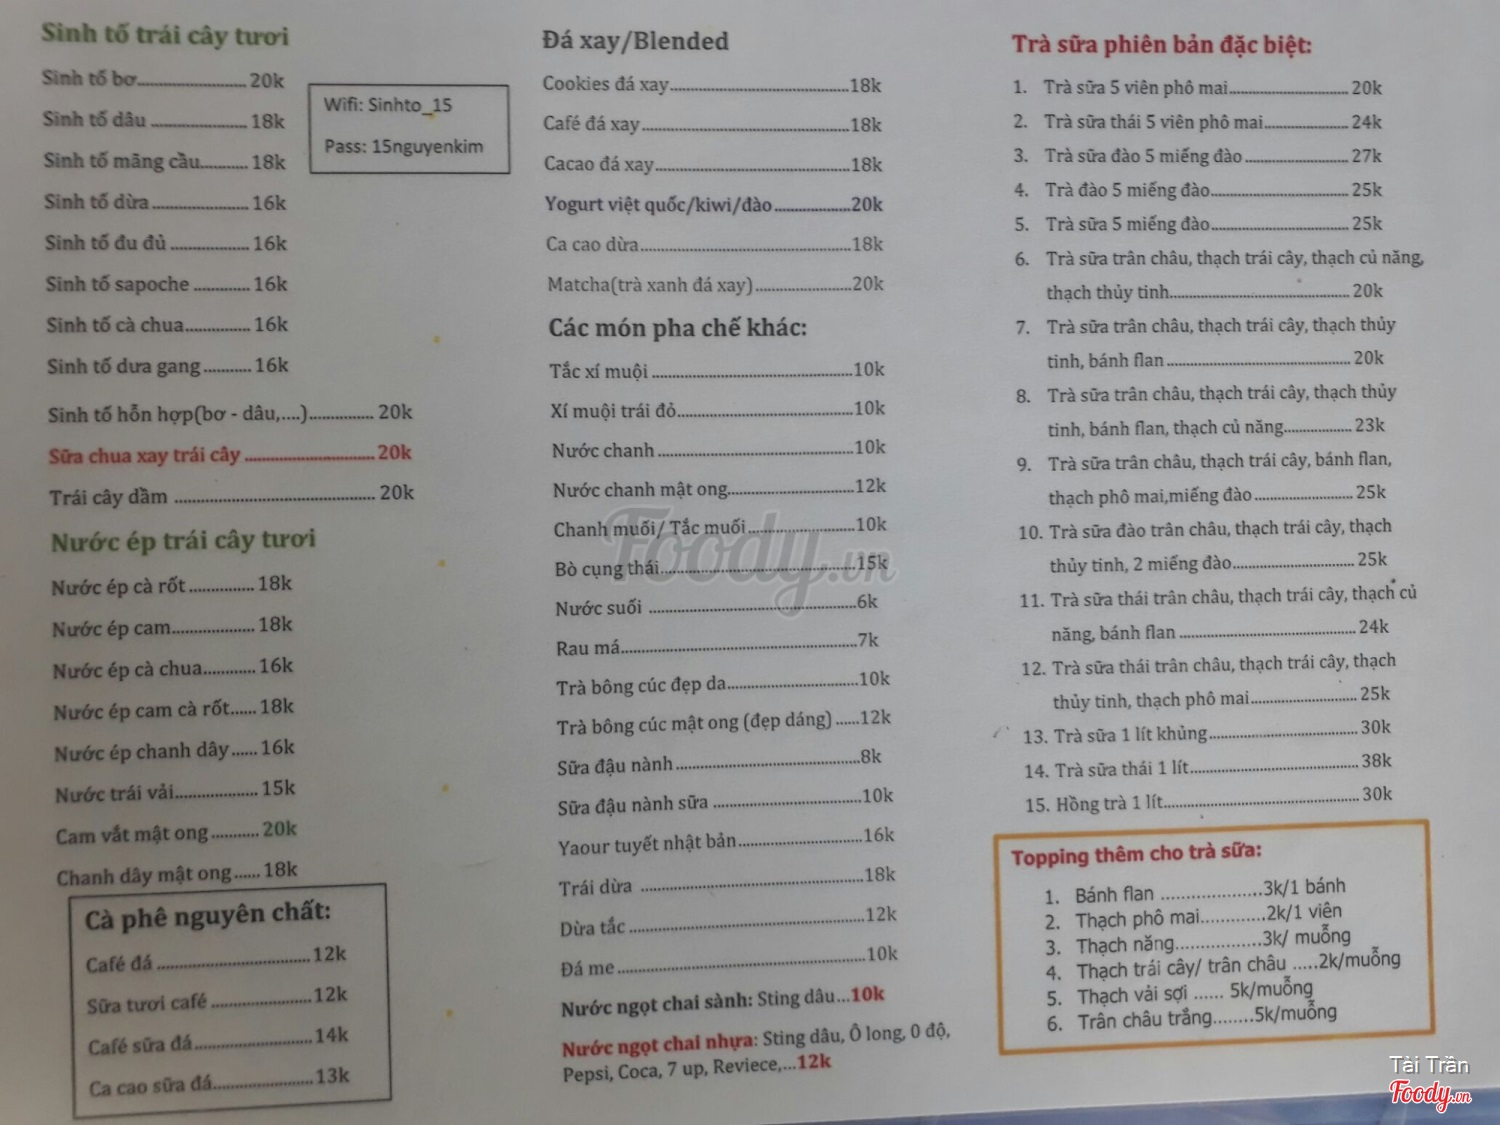 Sinh tố trái cây tươi
Sinh tố bơ..................... 20k
Sinh tố dâu ................... 18k
Sinh tố mãng cầu......... 18k
Sinh tố dừa ................... 16k
Sinh tố đu đủ ................ 16k
Sinh tố sapoche ........... 16k
Sinh tố cà chua............. 16k
Sinh tố dưa gang .......... 16k
Sinh tố hỗn hợp(bơ - dâu,....)............. 20k
Sữa chua xay trái cây .......................... 20k
Trái cây dầm ........................................ 20k
Wifi: Sinhto_15
Pass: 15nguyenkim
Nước ép trái cây tươi
Nước ép cà rốt ............. 18k
Nước ép cam................. 18k
Nước ép cà chua........... 16k
Nước ép cam cà rốt...... 18k
Nước ép chanh dây ...... 16k
Nước trái vải................. 15k
Cam vắt mật ong .......... 20k
Chanh dây mật ong ...... 18k
Cà phê nguyên chất:
Café đá ............................... 12k
Sữa tươi café .................... 12k
Café sữa đá........................ 14k
Ca cao sữa đá.................... 13k
Đá xay/Blended
Cookies đá xay....................................18k
Café đá xay..........................................18k
Cacao đá xay.......................................18k
Yogurt việt quốc/kiwi/đào ...............20k
Ca cao dừa..........................................18k
Matcha(trà xanh đá xay)...................20k
Các món pha chế khác:
Tắc xí muội ........................................10k
Xí muội trái đỏ...................................10k
Nước chanh .......................................10k
Nước chanh mật ong.........................12k
Chanh muối/ Tắc muối.....................10k
Bò cụng thái.......................................15k
Nước suối .........................................6k
Rau má...............................................7k
Trà bông cúc đẹp da..........................10k
Trà bông cúc mật ong (đẹp dáng) .....12k
Sữa đậu nành ....................................8k
Sữa đậu nành sữa .............................10k
Yaour tuyết nhật bản.........................16k
Trái dừa ............................................18k
Dừa tắc ..............................................12k
Đá me .................................................10k
Nước ngọt chai sành: Sting dâu...10k
Nước ngọt chai nhựa: Sting dâu, Ô long, 0 độ,
Pepsi, Coca, 7 up, Reviece,...12k
Trà sữa phiên bản đặc biệt:
1. Trà sữa 5 viên phô mai........................ 20k
2. Trà sữa thái 5 viên phô mai................. 24k
3. Trà sữa đào 5 miếng đào ..................... 27k
4. Trà đào 5 miếng đào............................ 25k
5. Trà sữa 5 miếng đào............................ 25k
6. Trà sữa trân châu, thạch trái cây, thạch củ năng,
thạch thủy tinh.................................... 20k
7. Trà sữa trân châu, thạch trái cây, thạch thủy
tinh, bánh flan ..................................... 20k
8. Trà sữa trân châu, thạch trái cây, thạch thủy
tinh, bánh flan, thạch củ năng.............. 23k
9. Trà sữa trân châu, thạch trái cây, bánh flan,
thạch phô mai,miếng đào .................... 25k
10. Trà sữa đào trân châu, thạch trái cây, thạch
thủy tinh, 2 miếng đào......................... 25k
11. Trà sữa thái trân châu, thạch trái cây, thạch củ
năng, bánh flan .................................... 24k
12. Trà sữa thái trân châu, thạch trái cây, thạch
thủy tinh, thạch phô mai...................... 25k
13. Trà sữa 1 lít khủng.............................. 30k
14. Trà sữa thái 1 lít.................................. 38k
15. Hồng trà 1 lít....................................... 30k
Topping thêm cho trà sữa:
1. Bánh flan ....................3k/1 bánh
2. Thạch phô mai............2k/1 viên
3. Thạch năng.................3k/ muỗng
4. Thạch trái cây/ trân châu .....2k/muỗng
5. Thạch vải sợi ...... 5k/muỗng
6. Trân châu trắng........5k/muỗng
Foody.vn
Tài Trần
Foody.vn